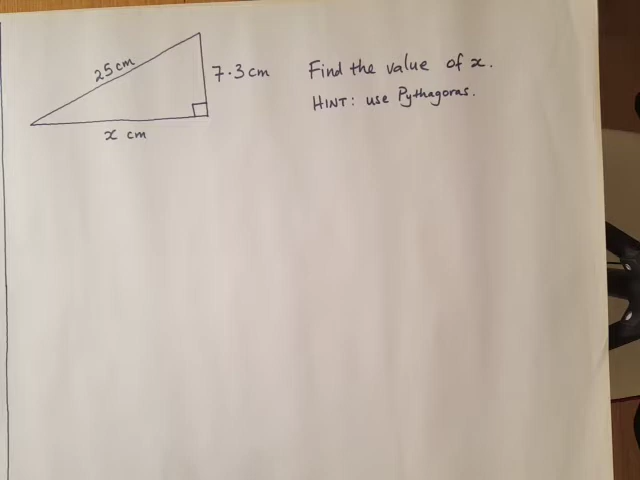 25cm
7.3cm
Find the value of x.
HINT: use Pythagoras.
x cm